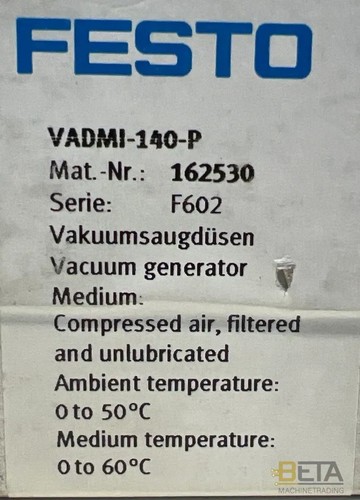 FESTO
VADMI-140-P
Mat.-Nr.: 162530
Serie: F602
Vakuumsaugdüsen
Vacuum generator
Medium:
Compressed air, filtered
and unlubricated
Ambient temperature:
0 to 50°C
Medium temperature:
0 to 60°C
BETA
MACHINETRADING